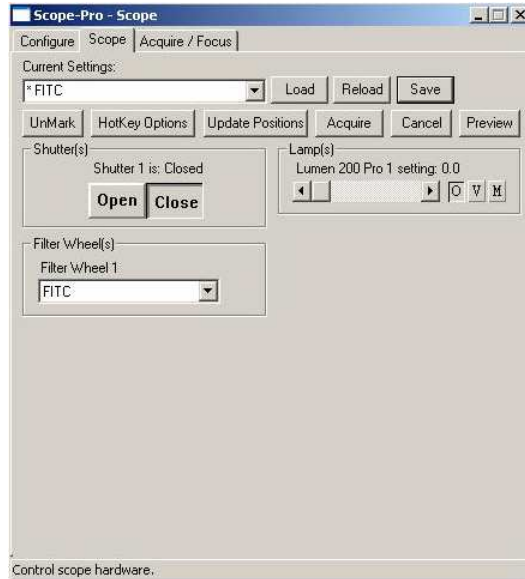 Scope-Pro - Scope
Configure Scope Acquire / Focus
Current Settings:
* FITC Load Reload Save
UnMark HotKey Options Update Positions Acquire Cancel Preview
Shutter(s) Lamp(s)
Shutter 1 is: Closed Lumen 200 Pro 1 setting: 0.0
Open Close O V M
Filter Wheel(s)
Filter Wheel 1
FITC
Control scope hardware.